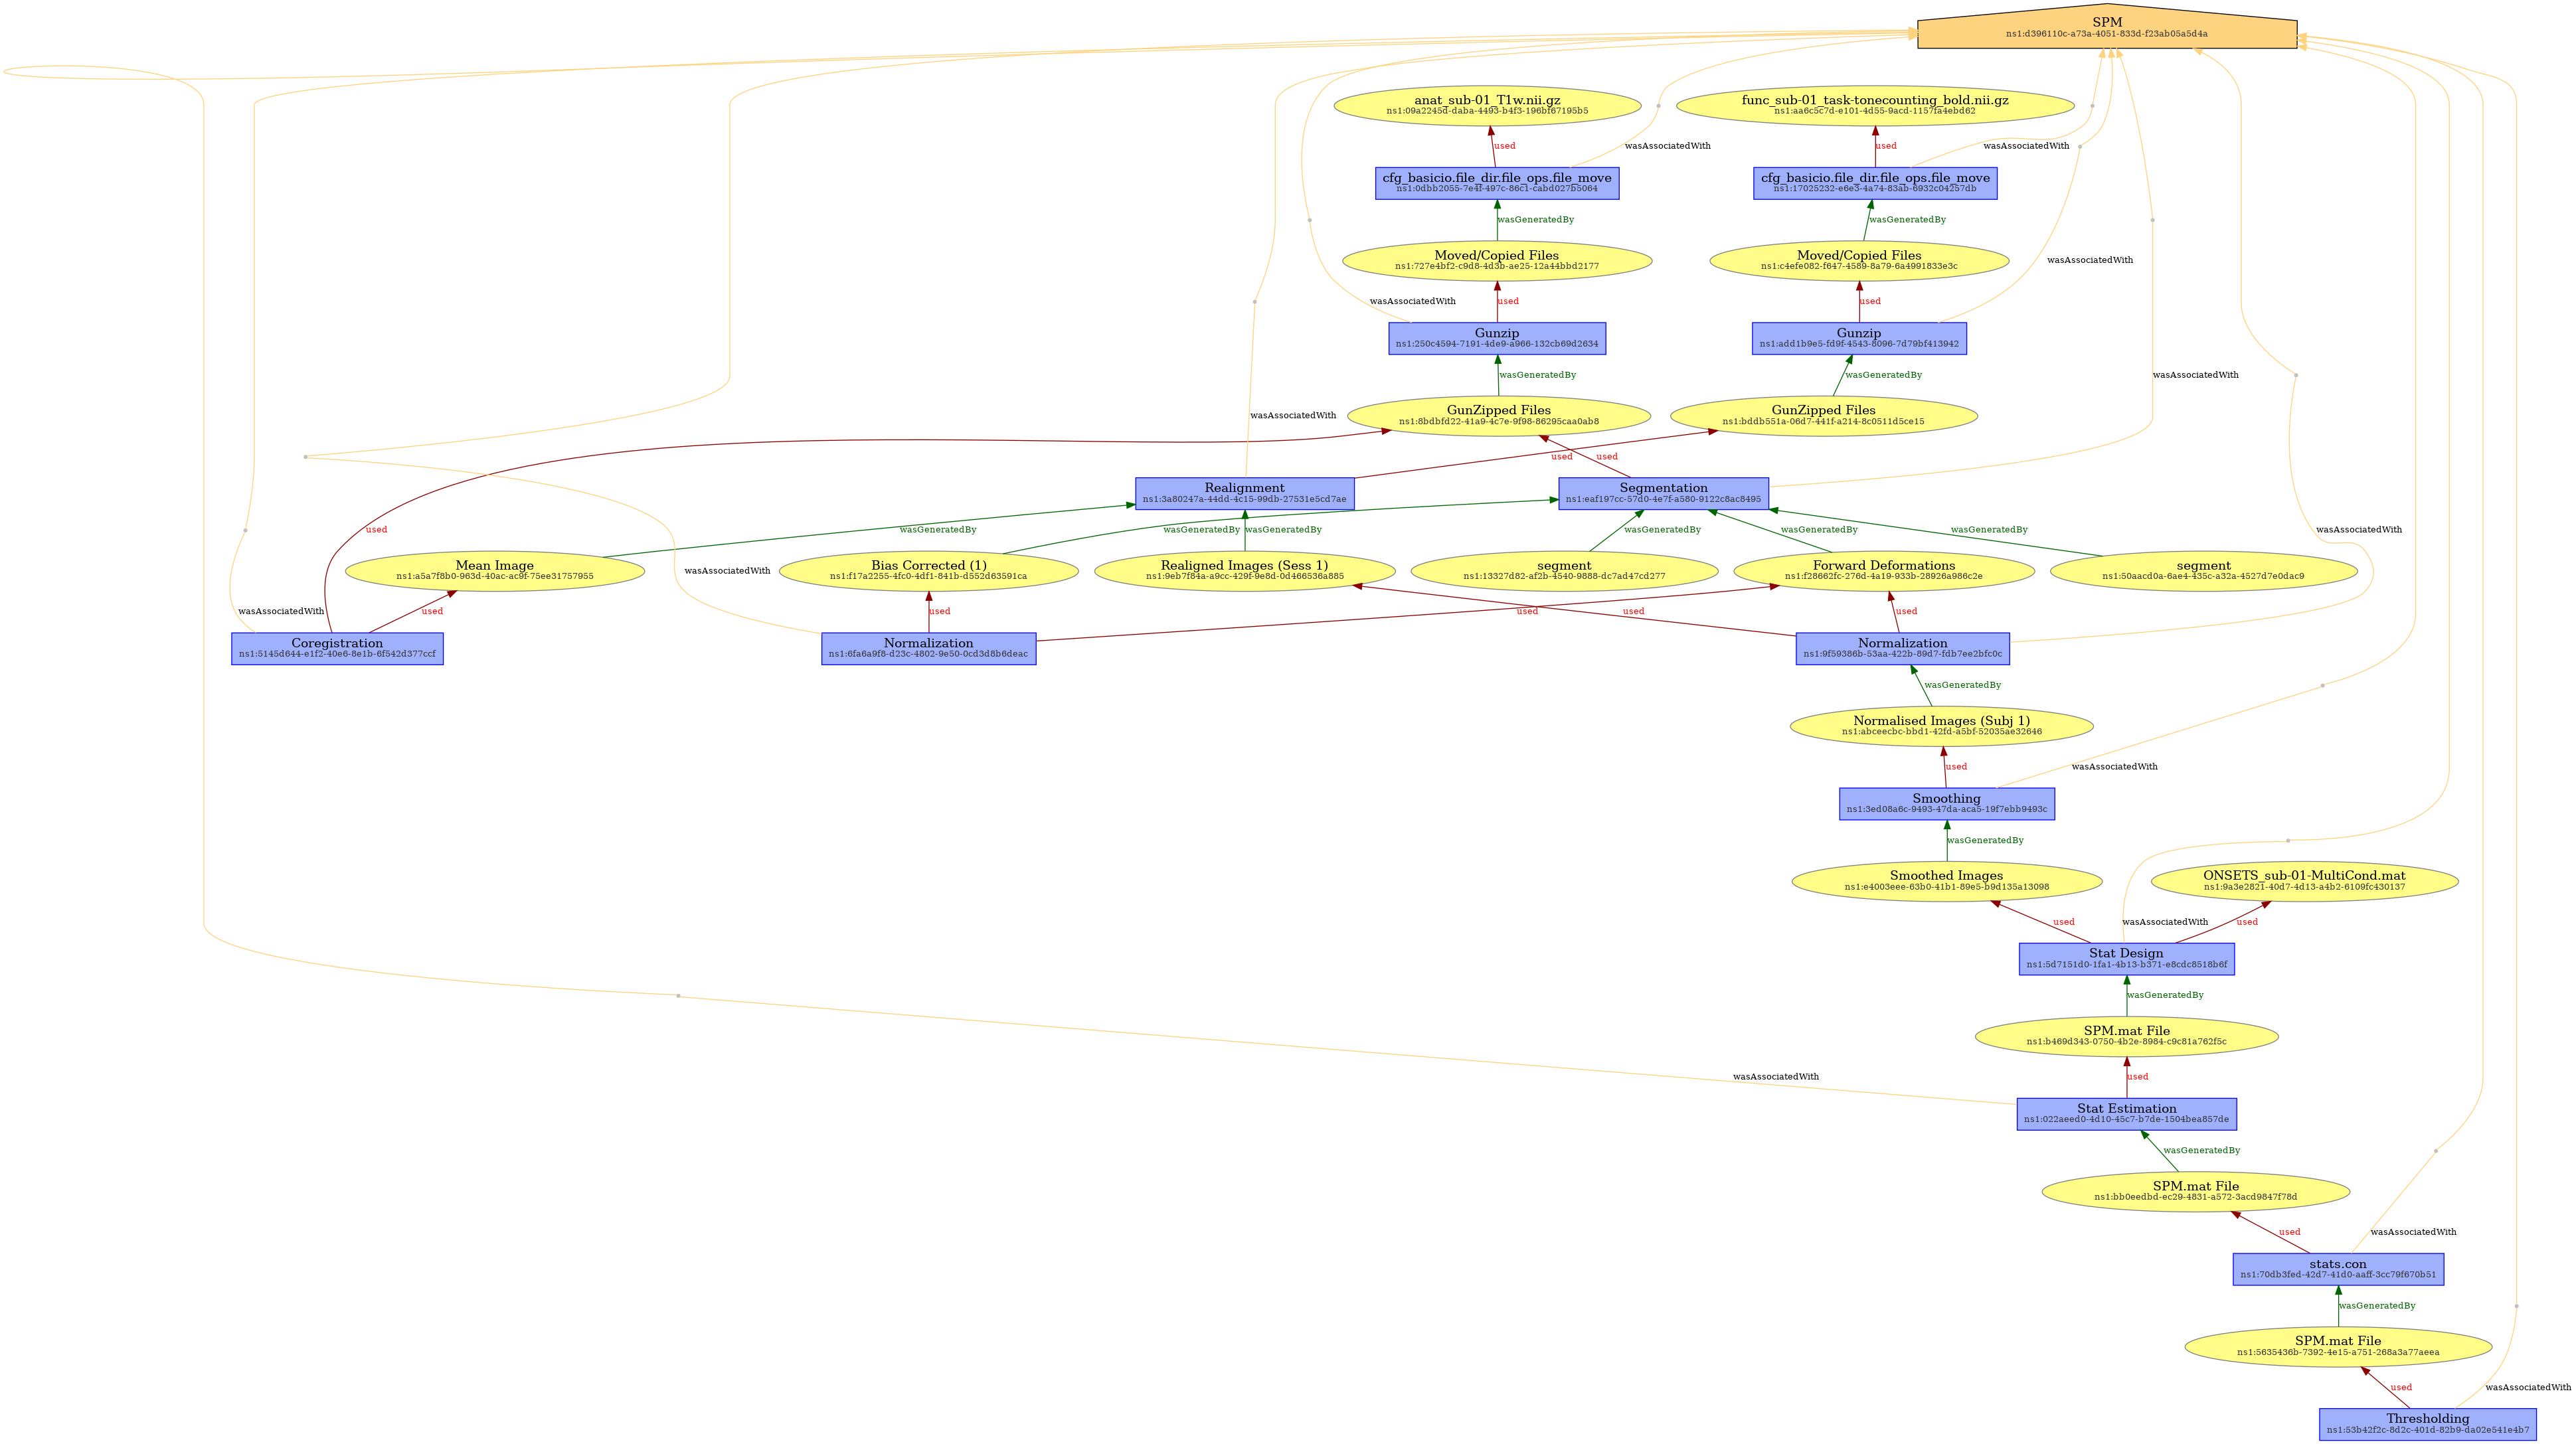 SPM
ns1:d396110c-a73a-4051-833d-f23ab05a5d4a
anat_sub-01_T1w.nii.gz
ns1:09a2245d-daba-4493-b4f3-196bf67195b5
func_sub-01_task-tonecounting_bold.nii.gz
ns1:aa6c5c7d-e101-4d55-9acd-1157fa4ebd62
used
wasAssociatedWith
used
wasAssociatedWith
cfg_basicio.file_dir.file_ops.file_move
ns1:0dbb2055-7e4f-497c-86c1-cabd027b5064
cfg_basicio.file_dir.file_ops.file_move
ns1:17025232-e6e3-4a74-83ab-6932c04257db
wasGeneratedBy
wasGeneratedBy
Moved/Copied Files
ns1:727e4bf2-c9d8-4d3b-ae25-12a44bbd2177
Moved/Copied Files
ns1:c4efe082-f647-4589-8a79-6a4991833e3c
wasAssociatedWith
wasAssociatedWith
used
used
Gunzip
ns1:250c4594-7191-4de9-a966-132cb69d2634
Gunzip
ns1:add1b9e5-fd9f-4543-8096-7d79bf413942
wasGeneratedBy
wasGeneratedBy
wasAssociatedWith
GunZipped Files
ns1:8bdbfd22-41a9-4c7e-9f98-86295caa0ab8
GunZipped Files
ns1:bddb551a-06d7-441f-a214-8c0511d5ce15
wasAssociatedWith
used
used
Realignment
ns1:3a80247a-44dd-4c15-99db-27531e5cd7ae
Segmentation
ns1:eaf197cc-57d0-4e7f-a580-9122c8ac8495
used
wasGeneratedBy
wasGeneratedBy
wasGeneratedBy
wasGeneratedBy
wasGeneratedBy
wasGeneratedBy
wasAssociatedWith
Mean Image
ns1:a5a7f8b0-963d-40ac-ac9f-75ee31757955
wasAssociatedWith
Bias Corrected (1)
ns1:f17a2255-4fc0-4df1-841b-d552d63591ca
Realigned Images (Sess 1)
ns1:9eb7f84a-a9cc-429f-9e8d-0d466536a885
segment
ns1:13327d82-af2b-4540-9888-dc7ad47cd277
Forward Deformations
ns1:f28662fc-276d-4a19-933b-28926a986c2e
segment
ns1:50aacd0a-6ae4-435c-a32a-4527d7e0dac9
wasAssociatedWith
used
used
used
used
used
Coregistration
ns1:5145d644-e1f2-40e6-8e1b-6f542d377ccf
Normalization
ns1:6fa6a9f8-d23c-4802-9e50-0cd3d8b6deac
Normalization
ns1:9f59386b-53aa-422b-89d7-fdb7ee2bfc0c
wasGeneratedBy
Normalised Images (Subj 1)
ns1:abceecbc-bbd1-42fd-a5bf-52035ae32646
used
wasAssociatedWith
Smoothing
ns1:3ed08a6c-9493-47da-aca5-19f7ebb9493c
wasGeneratedBy
Smoothed Images
ns1:e4003eee-63b0-41b1-89e5-b9d135a13098
ONSETS_sub-01-MultiCond.mat
ns1:9a3e2821-40d7-4d13-a4b2-6109fc430137
used
wasAssociatedWith
used
Stat Design
ns1:5d7151d0-1fa1-4b13-b371-e8cdc8518b6f
wasGeneratedBy
SPM.mat File
ns1:b469d343-0750-4b2e-8984-c9c81a762f5c
wasAssociatedWith
used
Stat Estimation
ns1:022aeed0-4d10-45c7-b7de-1504bea857de
wasGeneratedBy
SPM.mat File
ns1:bb0eedbd-ec29-4831-a572-3acd9847f78d
used
wasAssociatedWith
stats.con
ns1:70db3fed-42d7-41d0-aaff-3cc79f670b51
wasGeneratedBy
SPM.mat File
ns1:5635436b-7392-4e15-a751-268a3a77aeea
used
wasAssociatedWith
Thresholding
ns1:53b42f2c-8d2c-401d-82b9-da02e541e4b7